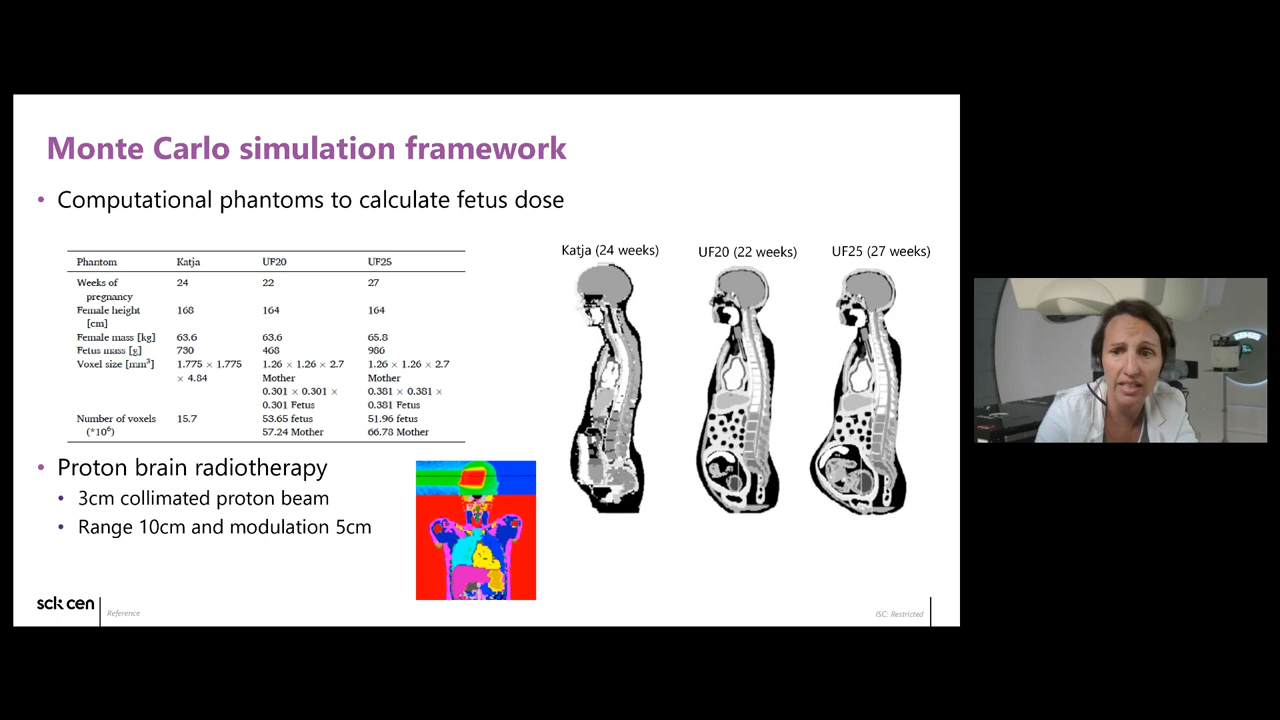 Monte Carlo simulation framework
• Computational phantoms to calculate fetus dose
Phantom Katja UF20 UF25
Weeks of 24 22 27
pregnancy
Female height 168 164 164
[cm]
Female mass [kg] 63.6 63.6 65.8
Fetus mass [g] 730 468 986
Voxel size [mm³] 1.775 × 1.775 1.26 × 1.26 × 2.7 1.26 × 1.26 × 2.7
× 4.84 Mother Mother
0.301 × 0.301 × 0.381 × 0.381 ×
0.301 Fetus 0.381 Fetus
Number of voxels 15.7 53.65 fetus 51.96 fetus
(*10⁶) 57.24 Mother 66.78 Mother
Katja (24 weeks) UF20 (22 weeks) UF25 (27 weeks)
• Proton brain radiotherapy
• 3cm collimated proton beam
• Range 10cm and modulation 5cm
sck cen
Reference
ISC: Restricted